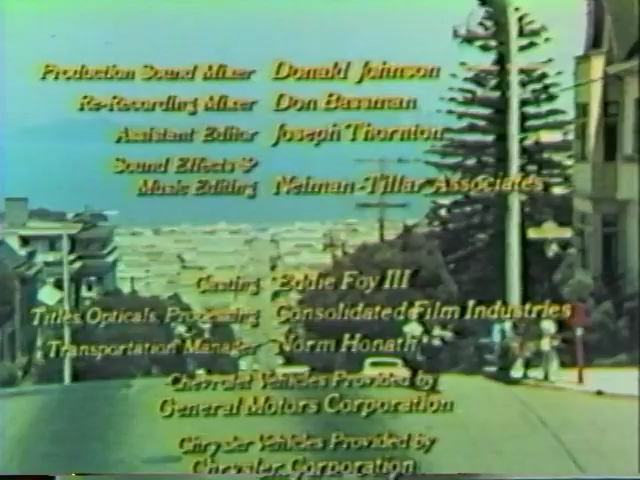 Production Sound Mixer Donald Johnson
Re-Recording Mixer Don Bassman
Assistant Editor Joseph Thornton
Sound Effects &
Music Editing Neiman-Tillar Associates
Casting Eddie Foy III
Titles, Opticals, Processing Consolidated Film Industries
Transportation Manager Norm Honath
Chevrolet Vehicles Provided by
General Motors Corporation
Chrysler Vehicles Provided by
Chrysler Corporation